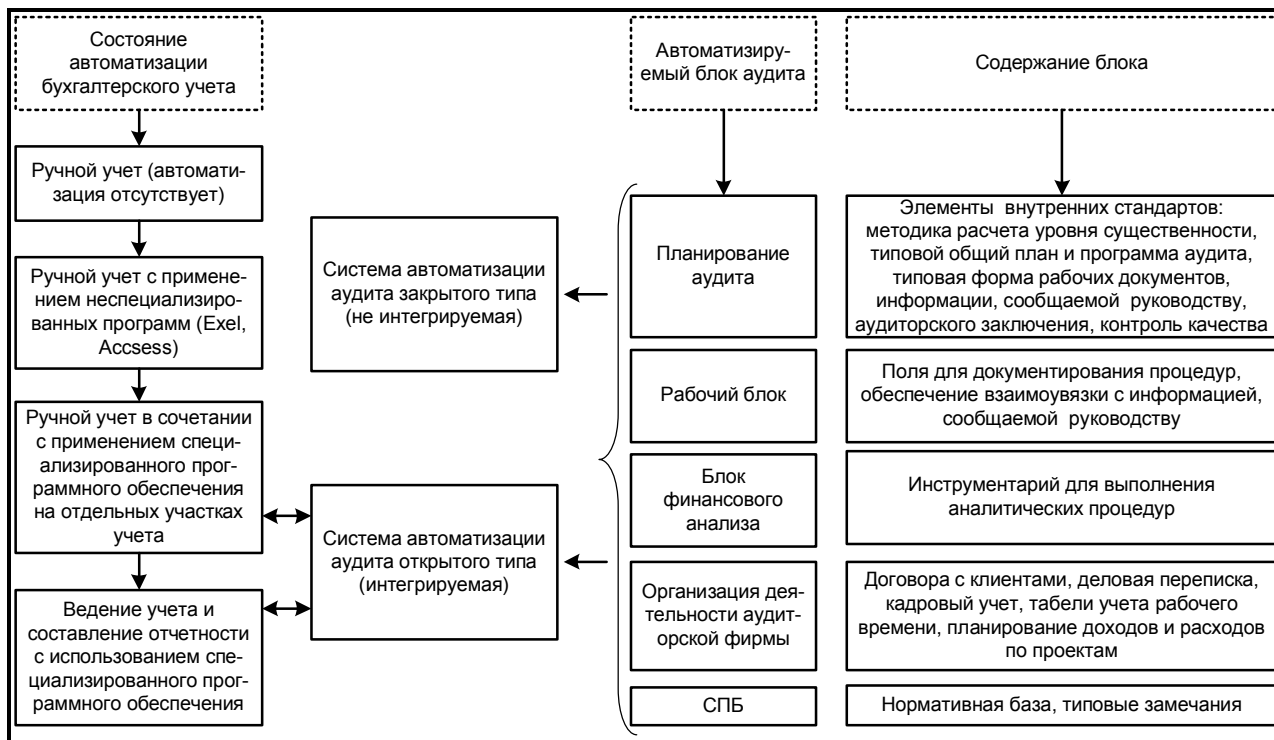 Состояние
автоматизации
бухгалтерского учета
Ручной учет (автомати-
зация отсутствует)
Ручной учет с примене-
нием неспециализиро-
ванных программ (Exel,
Accsess)
Ручной учет в сочетании
с применением специ-
ализированного прог-
раммного обеспечения
на отдельных участках
учета
Ведение учета и
составление отчетности
с использованием спе-
циализированного прог-
раммного обеспечения
Система автоматизации
аудита закрытого типа
(не интегрируемая)
Система автоматизации
аудита открытого типа
(интегрируемая)
Автоматизиру-
емый блок аудита
Планирование
аудита
Рабочий блок
Блок
финансового
анализа
Организация дея-
тельности аудит-
орской фирмы
СПБ
Содержание блока
Элементы внутренних стандартов:
методика расчета уровня существенности,
типовой общий план и программа аудита,
типовая форма рабочих документов,
информации, сообщаемой руководству,
аудиторского заключения, контроль качества
Поля для документирования процедур,
обеспечение взаимоувязки с информацией,
сообщаемой руководству
Инструментарий для выполнения
аналитических процедур
Договора с клиентами, деловая переписка,
кадровый учет, табели учета рабочего
времени, планирование доходов и расходов
по проектам
Нормативная база, типовые замечания